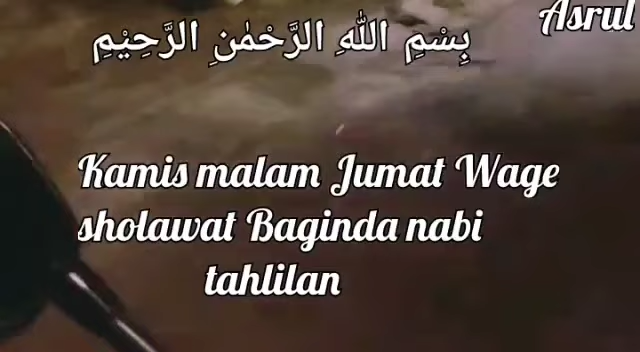 Asrul
بِسْمِ اللّٰهِ الرَّحْمٰنِ الرَّحِيْمِ
Kamis malam Jumat Wage
sholawat Baginda nabi
tahlilan